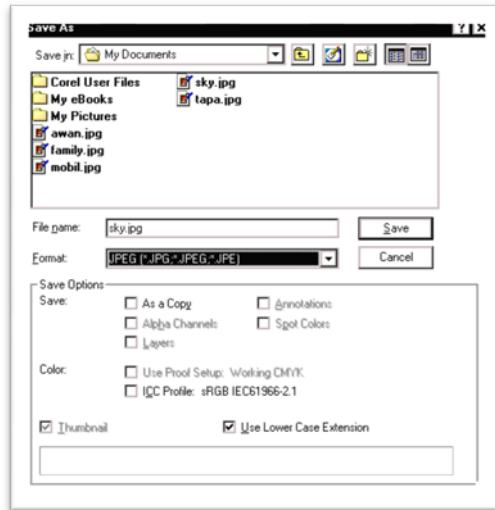 Save As
Save in: My Documents
Corel User Files
My eBooks
My Pictures
awan.jpg
family.jpg
mobil.jpg
sky.jpg
tapa.jpg
File name: sky.jpg Save
Format: JPEG (*.JPG;*.JPEG;*.JPE) Cancel
Save Options
Save: As a Copy Annotations
Alpha Channels Spot Colors
Layers
Color: Use Proof Setup: Working CMYK
ICC Profile: sRGB IEC61966-2.1
Thumbnail Use Lower Case Extension